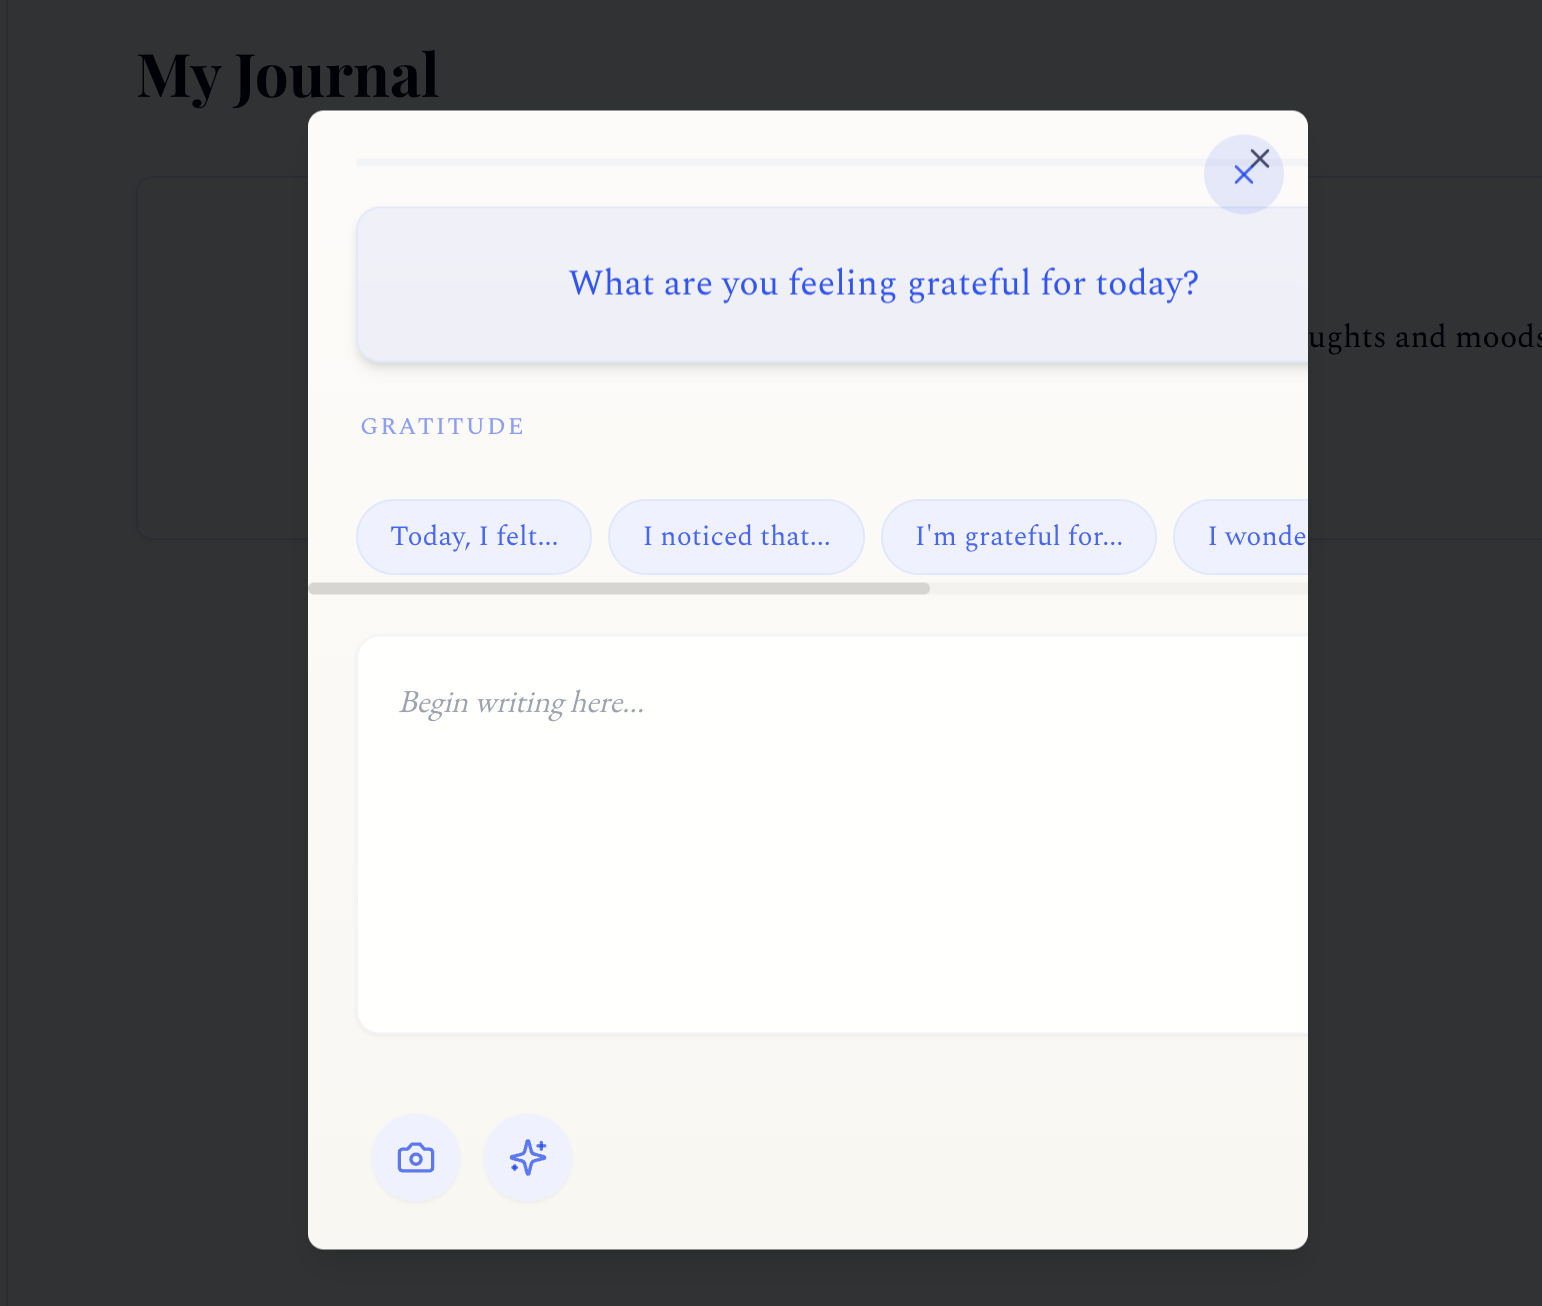 My Journal
What are you feeling grateful for today?
ughts and moods
GRATITUDE
Today, I felt...
I noticed that...
I'm grateful for...
I wonde
Begin writing here...